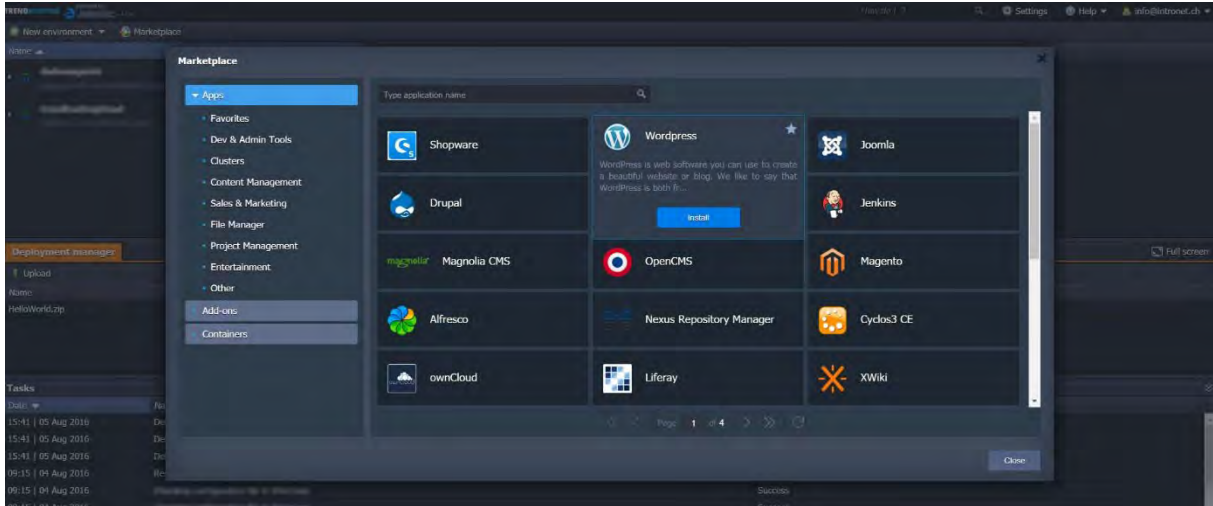 Settings
Help
info@intronet.ch
New environment
Marketplace
Name
Marketplace
Apps
Favorites
Dev & Admin Tools
Clusters
Content Management
Sales & Marketing
File Manager
Project Management
Entertainment
Other
Add-ons
Containers
Type application name
Shopware
Wordpress
WordPress is web software you can use to create
a beautiful website or blog. We like to say that
WordPress is both fr...
Install
Joomla
Drupal
Jenkins
Magnolia CMS
OpenCMS
Magento
Alfresco
Nexus Repository Manager
Cyclos3 CE
ownCloud
Liferay
XWiki
Page 1 of 4
Close
Deployment manager
Full screen
Upload
Name
HelloWorld.zip
Tasks
Date
15:41 | 05 Aug 2016
15:41 | 05 Aug 2016
15:41 | 05 Aug 2016
09:15 | 04 Aug 2016
09:15 | 04 Aug 2016
Success